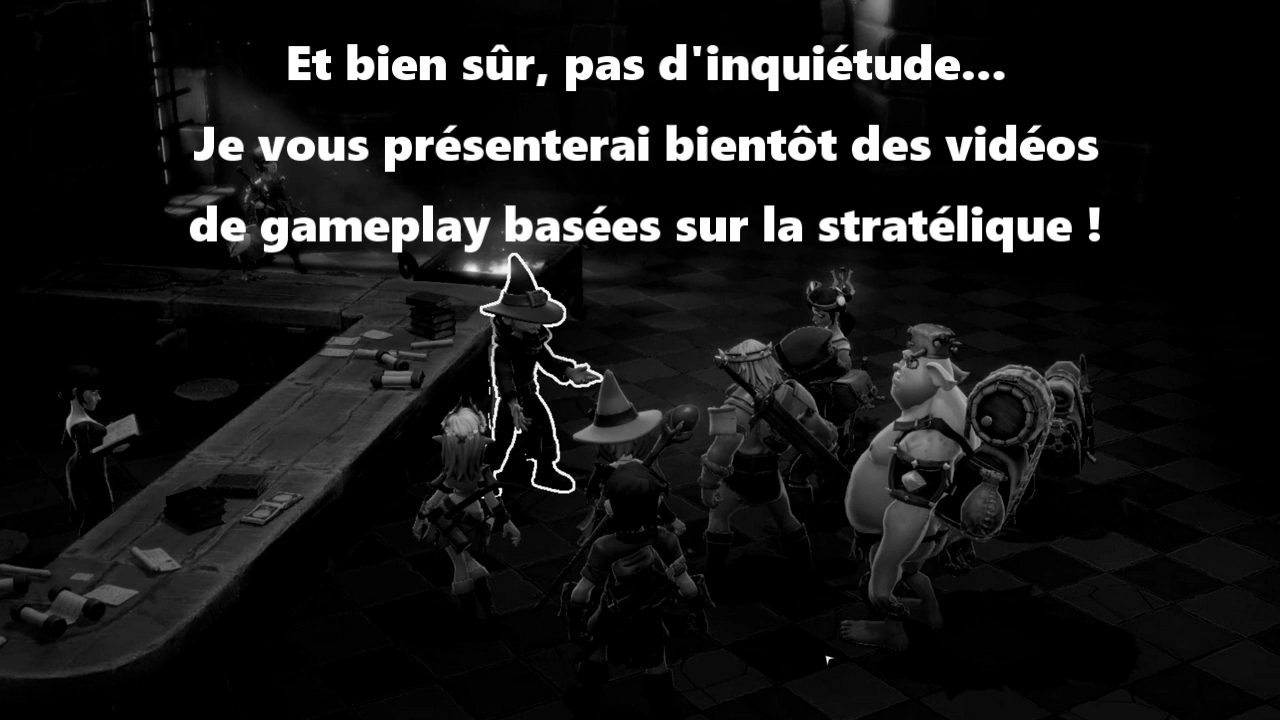 Et bien sûr, pas d'inquiétude...
Je vous présenterai bientôt des vidéos
de gameplay basées sur la stratélique !